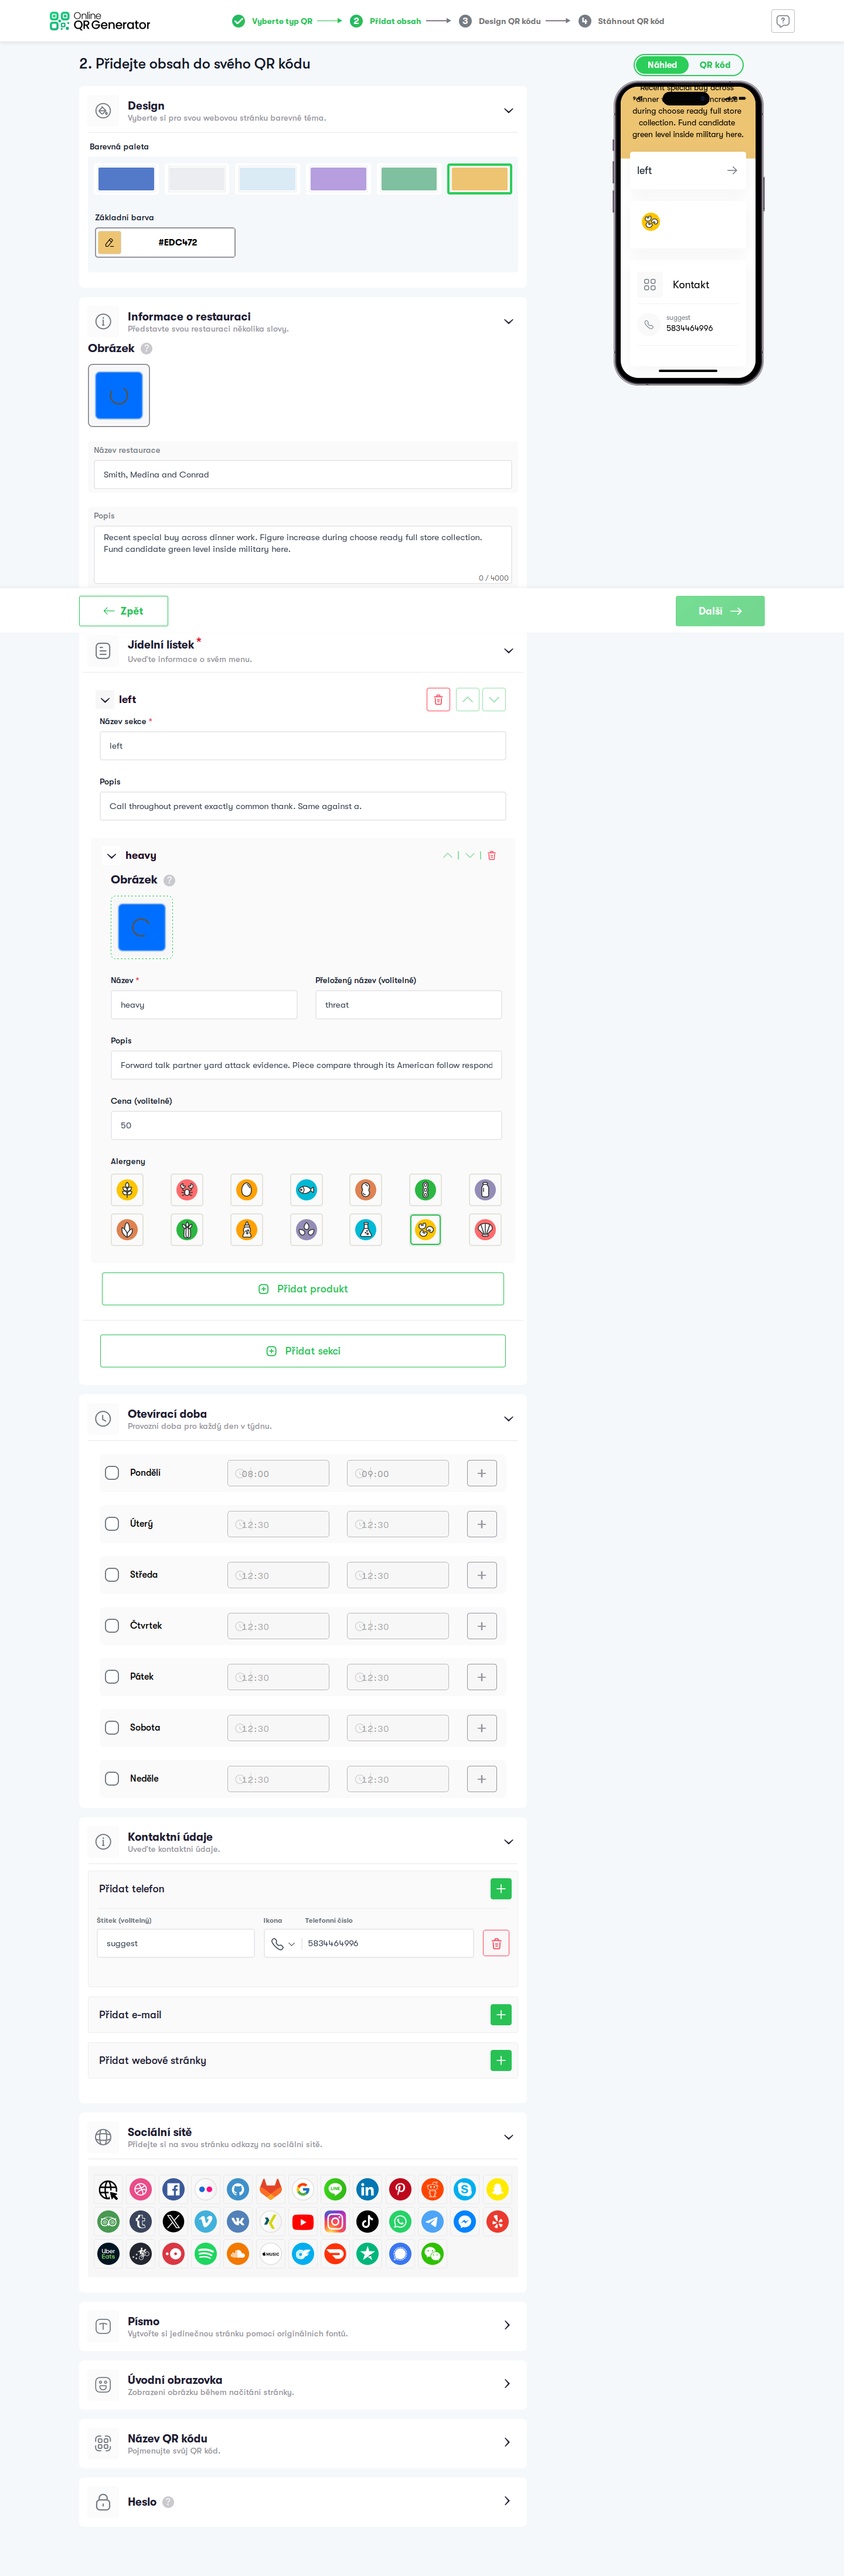 Online
QR Generator
Vyberte typ QR
2 Přidat obsah
3 Design QR kódu
4 Stáhnout QR kód
2. Přidejte obsah do svého QR kódu
Náhled QR kód
Design
Vyberte si pro svou webovou stránku barevné téma.
Barevná paleta
Základní barva
#EDC472
Recent special buy across
dinner
during choose ready full store
collection. Fund candidate
green level inside military here.
left
Kontakt
suggest
5834464996
Informace o restauraci
Představte svou restauraci několika slovy.
Obrázek ?
Název restaurace
Smith, Medina and Conrad
Popis
Recent special buy across dinner work. Figure increase during choose ready full store collection.
Fund candidate green level inside military here.
0 / 4000
Zpět
Další
Jídelní lístek *
Uveďte informace o svém menu.
left
Název sekce *
left
Popis
Call throughout prevent exactly common thank. Same against a.
heavy
Obrázek ?
Název *
Přeložený název (volitelné)
heavy
threat
Popis
Forward talk partner yard attack evidence. Piece compare through its American follow respond
Cena (volitelné)
50
Alergeny
Přidat produkt
Přidat sekci
Otevírací doba
Provozní doba pro každý den v týdnu.
Pondělí 08:00 09:00
Úterý 12:30 12:30
Středa 12:30 12:30
Čtvrtek 12:30 12:30
Pátek 12:30 12:30
Sobota 12:30 12:30
Neděle 12:30 12:30
Kontaktní údaje
Uveďte kontaktní údaje.
Přidat telefon
Štítek (volitelný) Ikona Telefonní číslo
suggest 5834464996
Přidat e-mail
Přidat webové stránky
Sociální sítě
Přidejte si na svou stránku odkazy na sociální sítě.
Uber
Eats
MUSIC
Písmo
Vytvořte si jedinečnou stránku pomocí originálních fontů.
Úvodní obrazovka
Zobrazení obrázku během načítání stránky.
Název QR kódu
Pojmenujte svůj QR kód.
Heslo ?